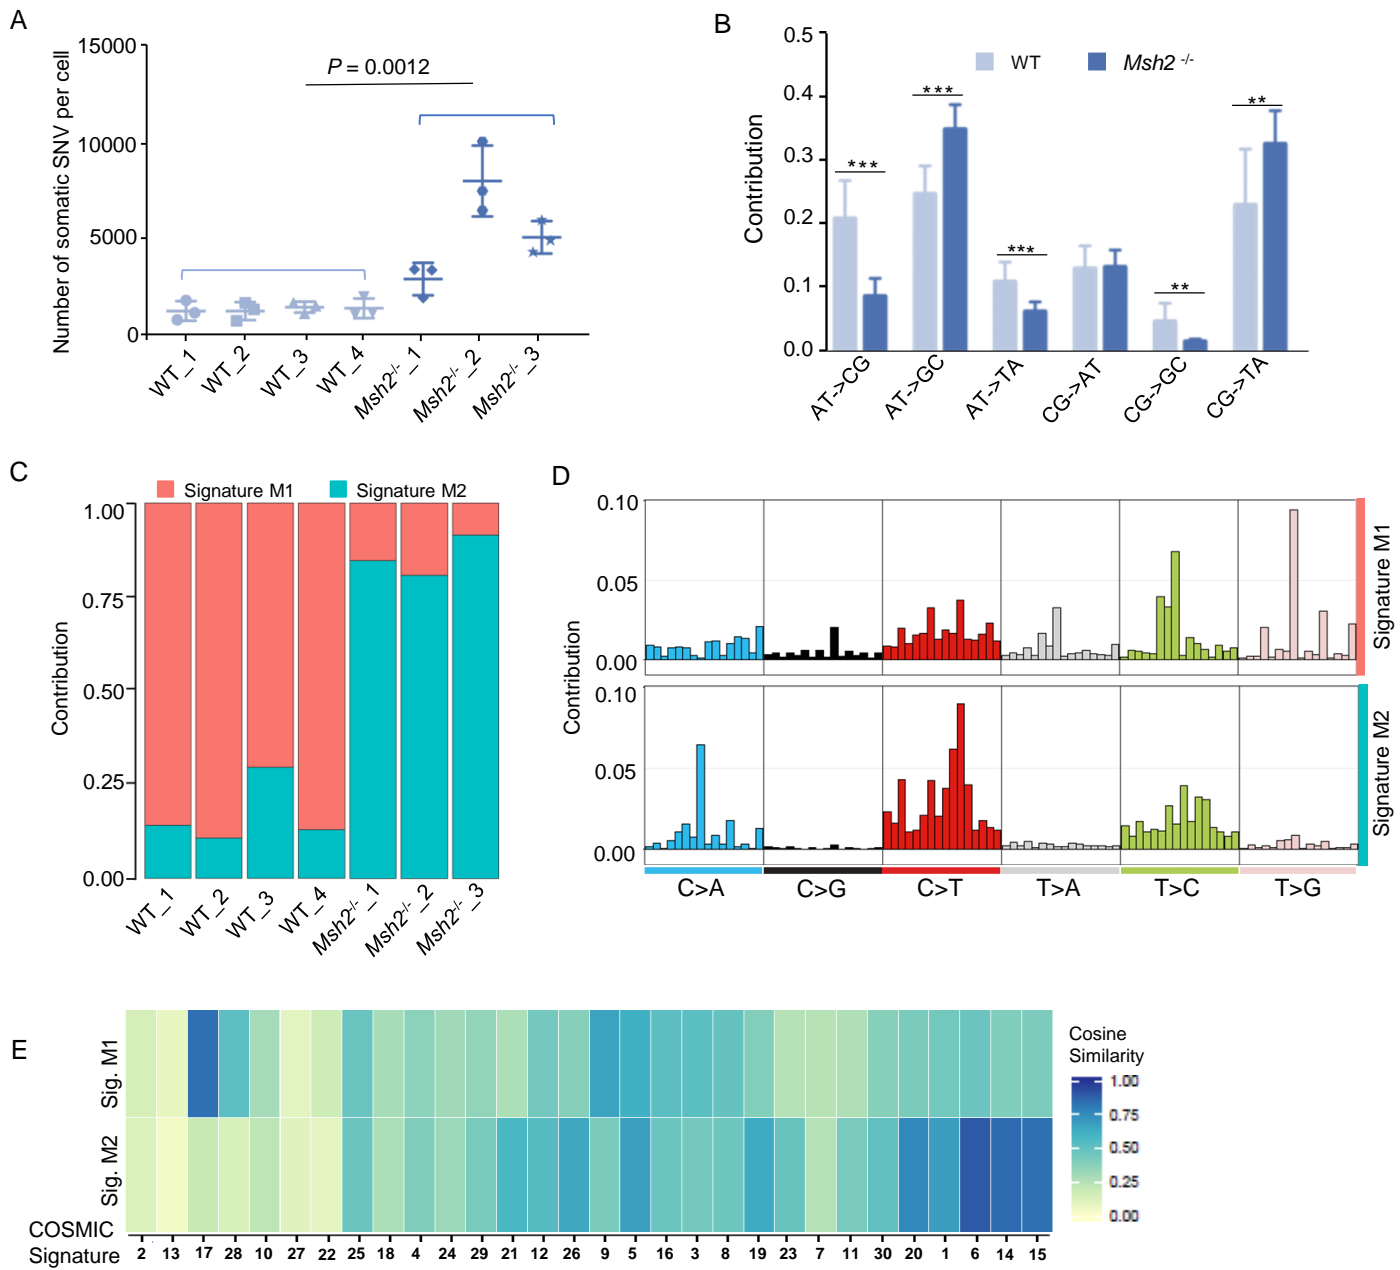 A
Number of somatic SNV per cell
15000
10000
5000
0
P = 0.0012
WT_1
WT_2
WT_3
WT_4
Msh2-/-_1
Msh2-/-_2
Msh2-/-_3
B
Contribution
0.5
0.4
0.3
0.2
0.1
0.0
WT
Msh2 -/-
***
***
***
**
**
AT->CG
AT->GC
AT->TA
CG->AT
CG->GC
CG->TA
C
Signature M1
Signature M2
Contribution
1.00
0.75
0.50
0.25
0.00
WT_1
WT_2
WT_3
WT_4
Msh2-/-_1
Msh2-/-_2
Msh2-/-_3
D
Contribution
0.10
0.05
0.00
Signature M1
0.10
0.05
0.00
Signature M2
C>A
C>G
C>T
T>A
T>C
T>G
E
Sig. M1
Sig. M2
Cosine
Similarity
1.00
0.75
0.50
0.25
0.00
COSMIC
Signature
2 13 17 28 10 27 22 25 18 4 24 29 21 12 26 9 5 16 3 8 19 23 7 11 30 20 1 6 14 15